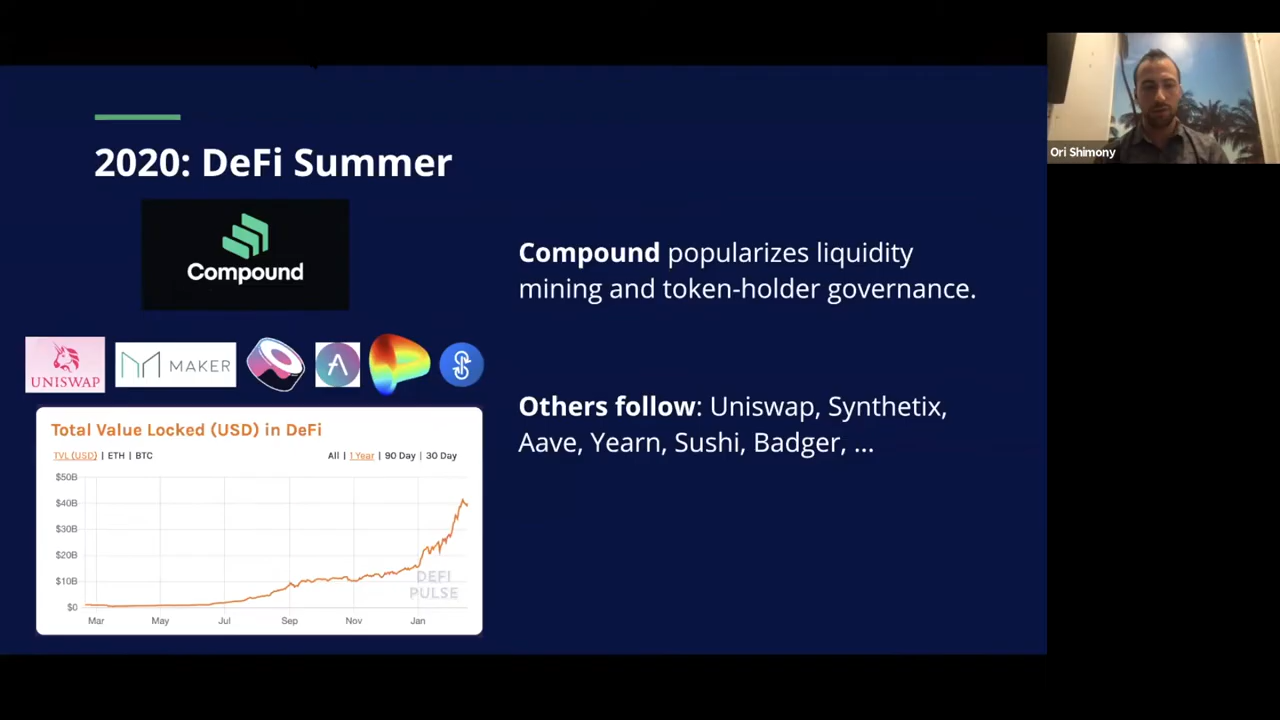 2020: DeFi Summer
Compound
UNISWAP
MAKER
Total Value Locked (USD) in DeFi
TVL (USD) | ETH | BTC
All | 1 Year | 90 Day | 30 Day
$50B
$40B
$30B
$20B
$10B
$0
DEFI
PULSE
Mar May Jul Sep Nov Jan
Compound popularizes liquidity
mining and token-holder governance.
Others follow: Uniswap, Synthetix,
Aave, Yearn, Sushi, Badger, ...
Ori Shimony